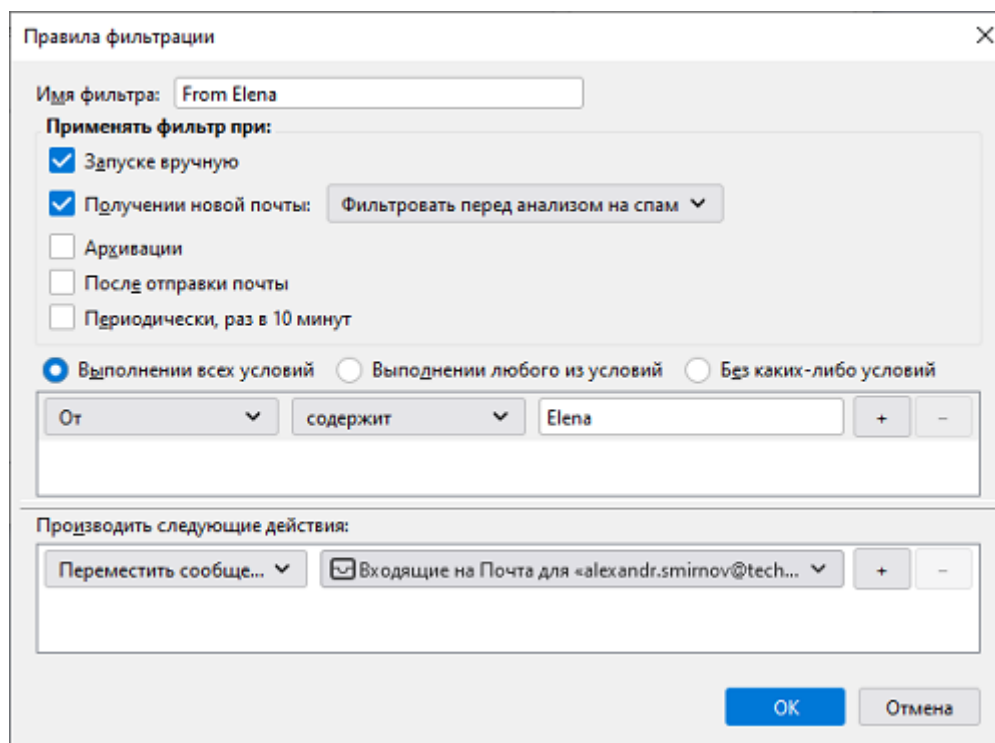 Правила фильтрации
Имя фильтра: From Elena
Применять фильтр при:
Запуске вручную
Получении новой почты: Фильтровать перед анализом на спам
Архивации
После отправки почты
Периодически, раз в 10 минут
Выполнении всех условий Выполнении любого из условий Без каких-либо условий
От содержит Elena + −
Производить следующие действия:
Переместить сообще... Входящие на Почта для «alexandr.smirnov@tech... + −
ОК Отмена